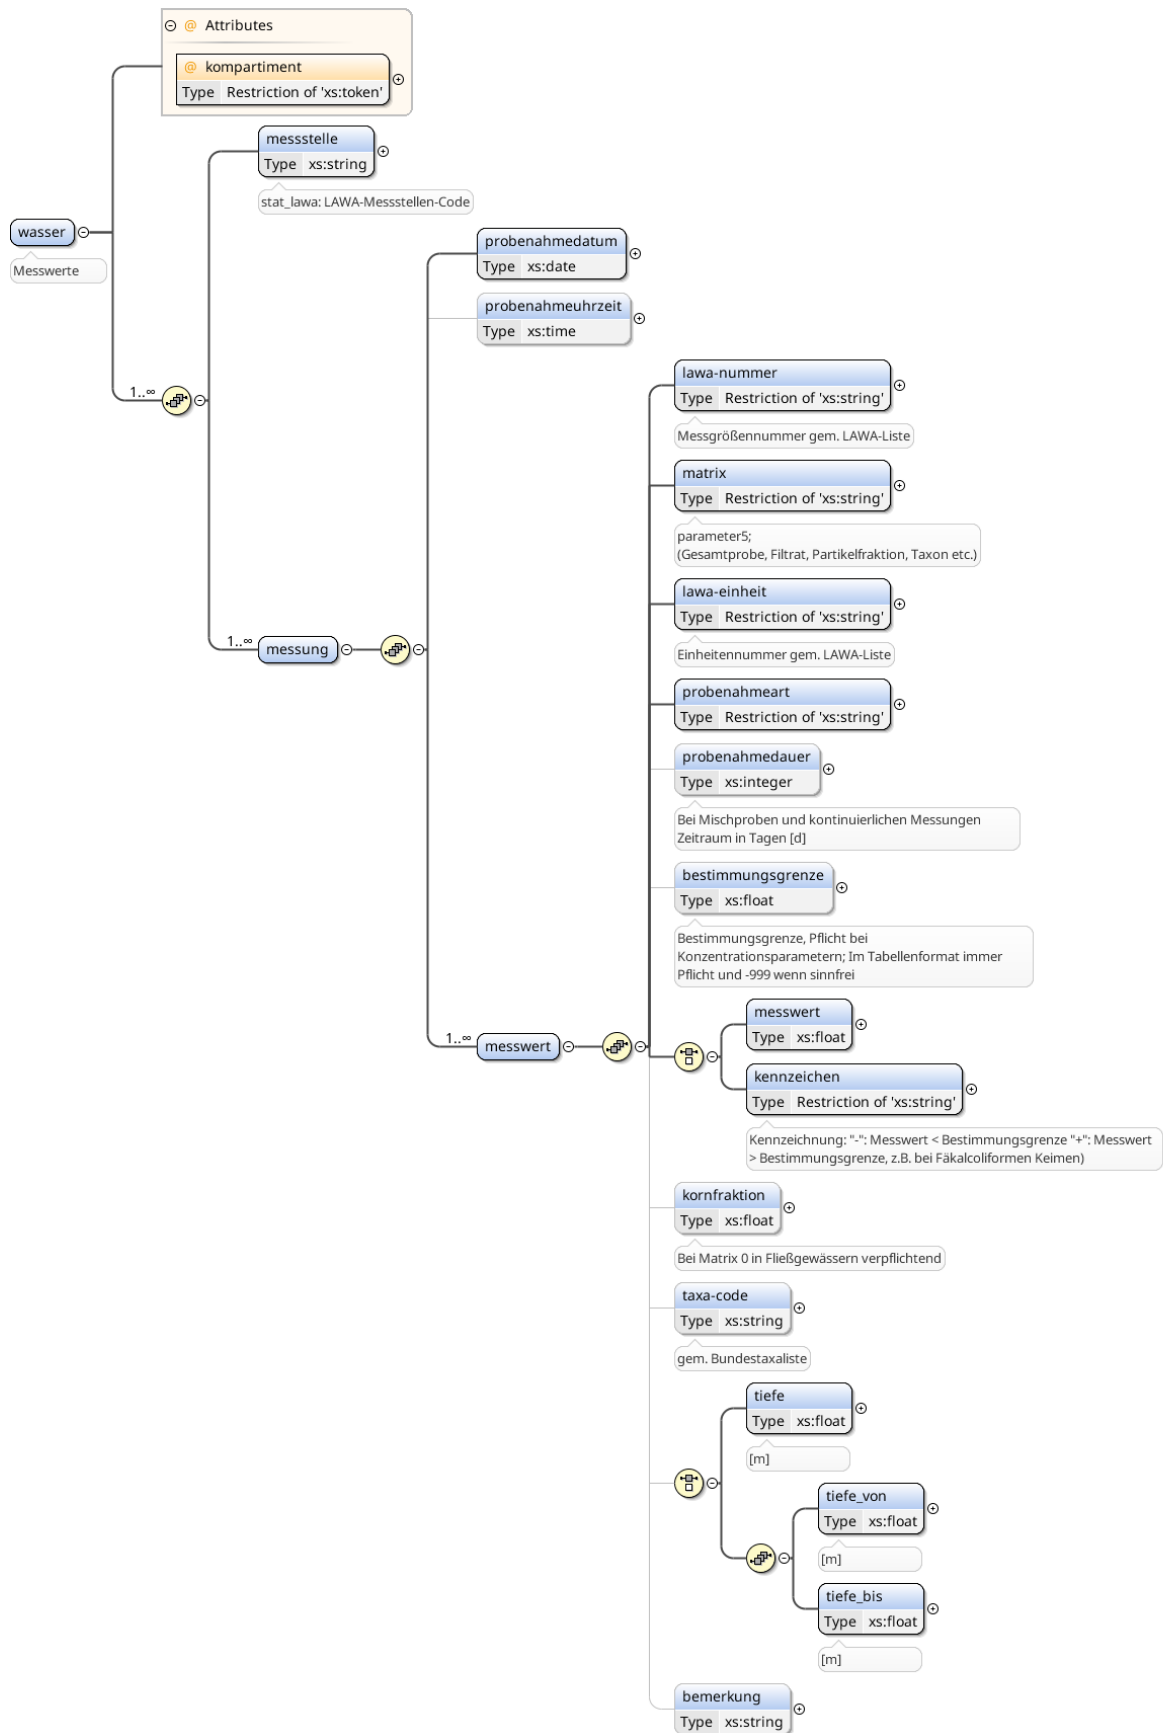 @ Attributes
@ kompartiment
Type Restriction of 'xs:token'
messstelle
Type xs:string
stat_lawa: LAWA-Messstellen-Code
wasser
Messwerte
1..∞
probenahmedatum
Type xs:date
probenahmeuhrzeit
Type xs:time
1..∞
messung
lawa-nummer
Type Restriction of 'xs:string'
Messgrößennummer gem. LAWA-Liste
matrix
Type Restriction of 'xs:string'
parameter5;
(Gesamtprobe, Filtrat, Partikelfraktion, Taxon etc.)
lawa-einheit
Type Restriction of 'xs:string'
Einheitennummer gem. LAWA-Liste
probenahmeart
Type Restriction of 'xs:string'
probenahmedauer
Type xs:integer
Bei Mischproben und kontinuierlichen Messungen
Zeitraum in Tagen [d]
bestimmungsgrenze
Type xs:float
Bestimmungsgrenze, Pflicht bei
Konzentrationsparametern; Im Tabellenformat immer
Pflicht und -999 wenn sinnfrei
1..∞
messwert
messwert
Type xs:float
kennzeichen
Type Restriction of 'xs:string'
Kennzeichnung: "-": Messwert < Bestimmungsgrenze "+": Messwert
> Bestimmungsgrenze, z.B. bei Fäkalcoliformen Keimen)
kornfraktion
Type xs:float
Bei Matrix 0 in Fließgewässern verpflichtend
taxa-code
Type xs:string
gem. Bundestaxaliste
tiefe
Type xs:float
[m]
tiefe_von
Type xs:float
[m]
tiefe_bis
Type xs:float
[m]
bemerkung
Type xs:string